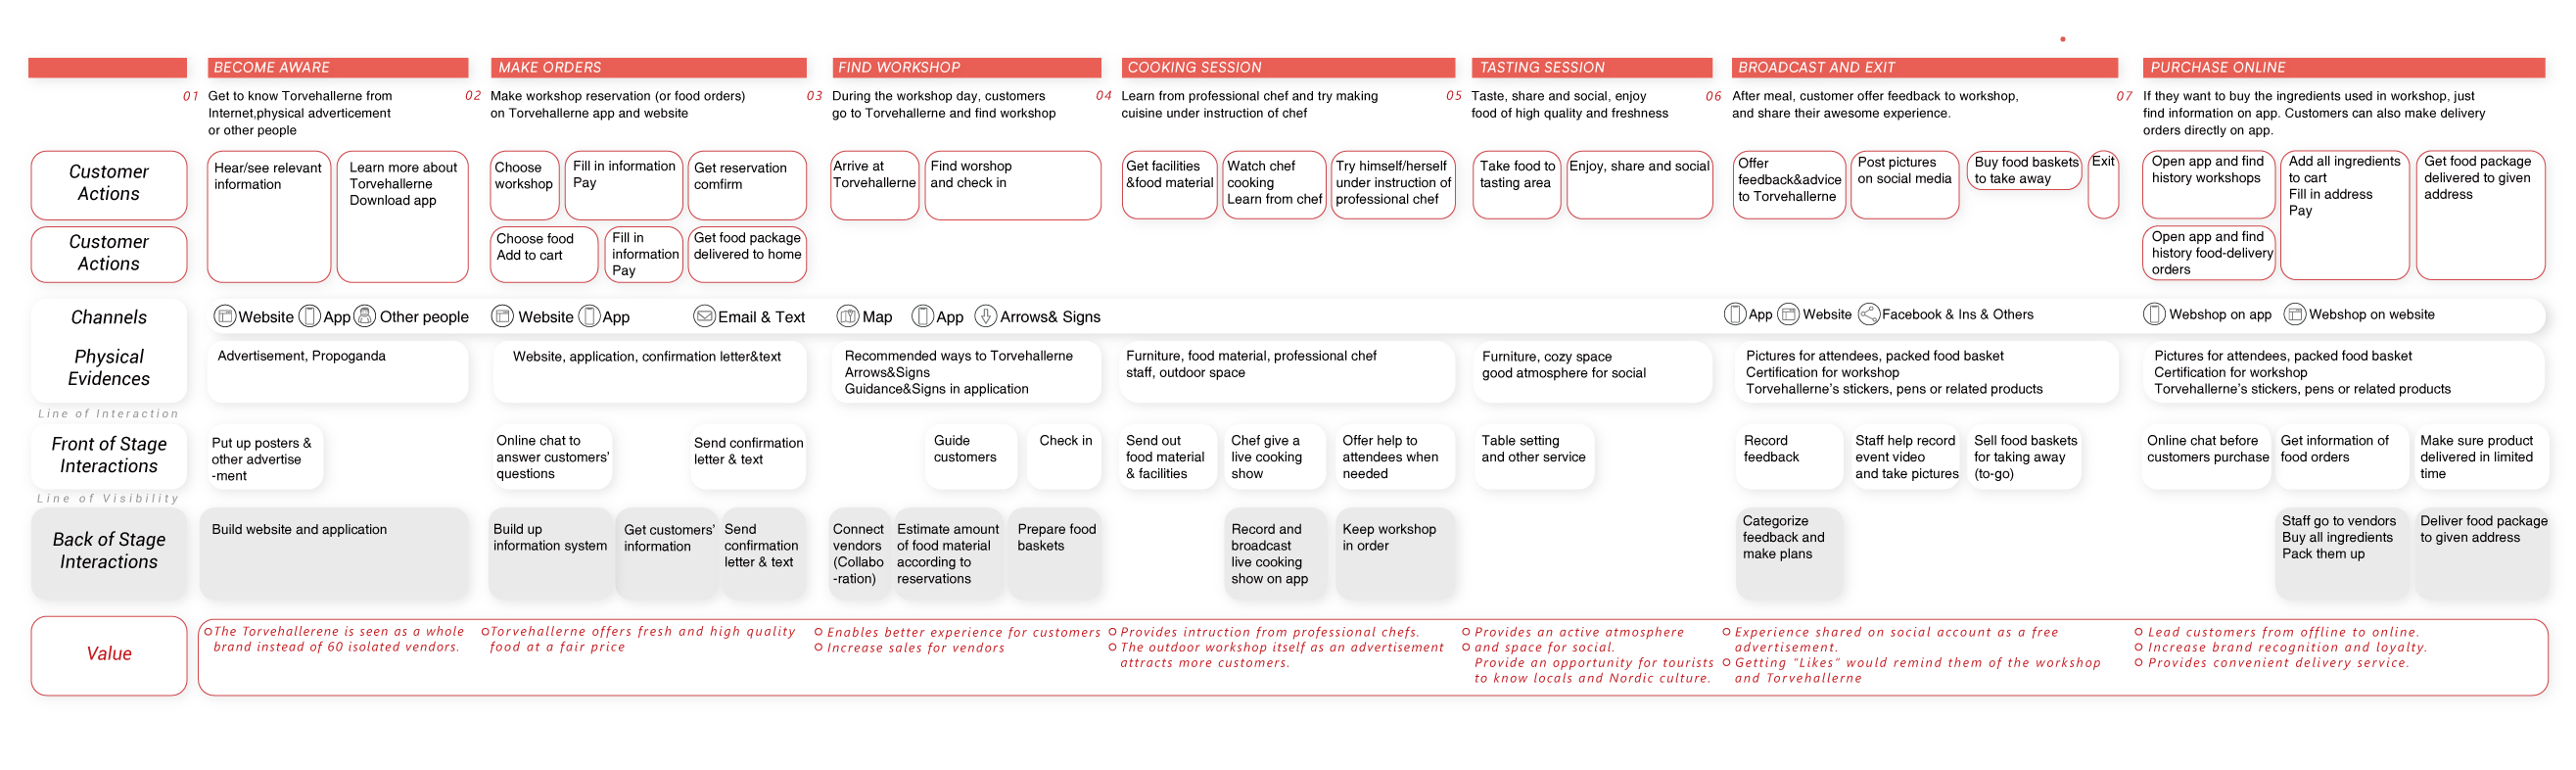 BECOME AWARE
MAKE ORDERS
FIND WORKSHOP
COOKING SESSION
TASTING SESSION
BROADCAST AND EXIT
PURCHASE ONLINE
01
Get to know Torvehallerne from
Internet,physical adverticement
or other people
02
Make workshop reservation (or food orders)
on Torvehallerne app and website
03
During the workshop day, customers
go to Torvehallerne and find workshop
04
Learn from professional chef and try making
cuisine under instruction of chef
05
Taste, share and social, enjoy
food of high quality and freshness
06
After meal, customer offer feedback to workshop,
and share their awesome experience.
07
If they want to buy the ingredients used in workshop, just
find information on app. Customers can also make delivery
orders directly on app.
Customer
Actions
Hear/see relevant
information
Learn more about
Torvehallerne
Download app
Choose
workshop
Fill in information
Pay
Get reservation
comfirm
Arrive at
Torvehallerne
Find worshop
and check in
Get facilities
&food material
Watch chef
cooking
Learn from chef
Try himself/herself
under instruction of
professional chef
Take food to
tasting area
Enjoy, share and social
Offer
feedback&advice
to Torvehallerne
Post pictures
on social media
Buy food baskets
to take away
Exit
Open app and find
history workshops
Add all ingredients
to cart
Fill in address
Pay
Get food package
delivered to given
address
Customer
Actions
Choose food
Add to cart
Fill in
information
Pay
Get food package
delivered to home
Open app and find
history food-delivery
orders
Channels
Website
App
Other people
Website
App
Email & Text
Map
App
Arrows& Signs
App
Website
Facebook & Ins & Others
Webshop on app
Webshop on website
Physical
Evidences
Advertisement, Propoganda
Website, application, confirmation letter&text
Recommended ways to Torvehallerne
Arrows&Signs
Guidance&Signs in application
Furniture, food material, professional chef
staff, outdoor space
Furniture, cozy space
good atmosphere for social
Pictures for attendees, packed food basket
Certification for workshop
Torvehallerne's stickers, pens or related products
Pictures for attendees, packed food basket
Certification for workshop
Torvehallerne's stickers, pens or related products
Line of Interaction
Front of Stage
Interactions
Put up posters &
other advertise
-ment
Online chat to
answer customers'
questions
Send confirmation
letter & text
Guide
customers
Check in
Send out
food material
& facilities
Chef give a
live cooking
show
Offer help to
attendees when
needed
Table setting
and other service
Record
feedback
Staff help record
event video
and take pictures
Sell food baskets
for taking away
(to-go)
Online chat before
customers purchase
Get information of
food orders
Make sure product
delivered in limited
time
Line of Visibility
Back of Stage
Interactions
Build website and application
Build up
information system
Get customers'
information
Send
confirmation
letter & text
Connect
vendors
(Collabo
-ration)
Estimate amount
of food material
according to
reservations
Prepare food
baskets
Record and
broadcast
live cooking
show on app
Keep workshop
in order
Categorize
feedback and
make plans
Staff go to vendors
Buy all ingredients
Pack them up
Deliver food package
to given address
Value
The Torvehallerene is seen as a whole
brand instead of 60 isolated vendors.
Torvehallerne offers fresh and high quality
food at a fair price
Enables better experience for customers
Increase sales for vendors
Provides intruction from professional chefs.
The outdoor workshop itself as an advertisement
attracts more customers.
Provides an active atmosphere
and space for social.
Provide an opportunity for tourists
to know locals and Nordic culture.
Experience shared on social account as a free
advertisement.
Getting "Likes" would remind them of the workshop
and Torvehallerne
Lead customers from offline to online.
Increase brand recognition and loyalty.
Provides convenient delivery service.